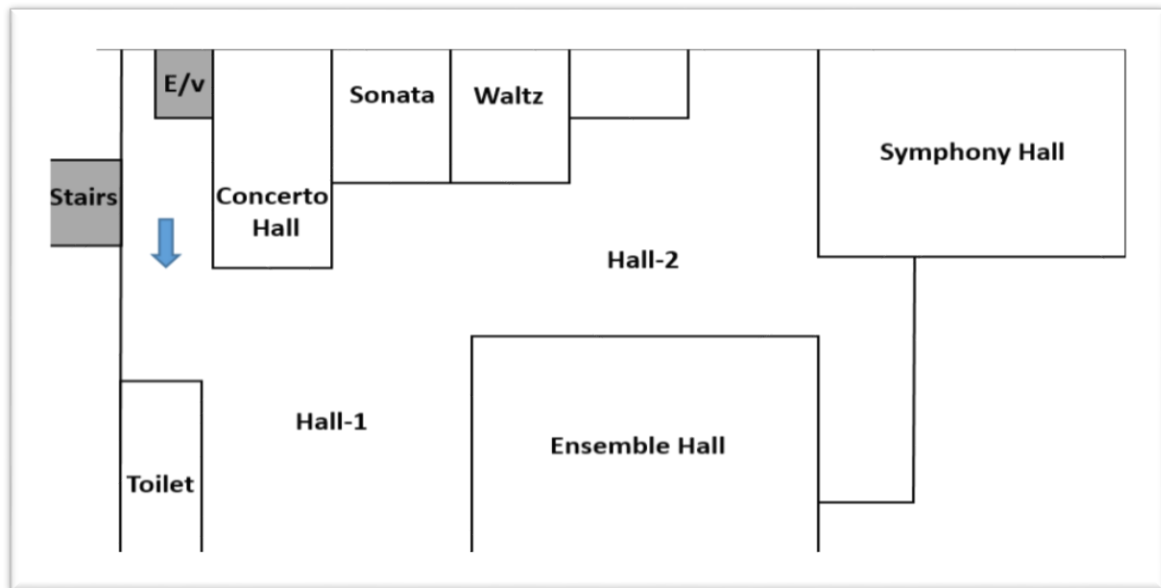 E/v
Sonata
Waltz
Symphony Hall
Stairs
Concerto
Hall
Hall-2
Hall-1
Ensemble Hall
Toilet